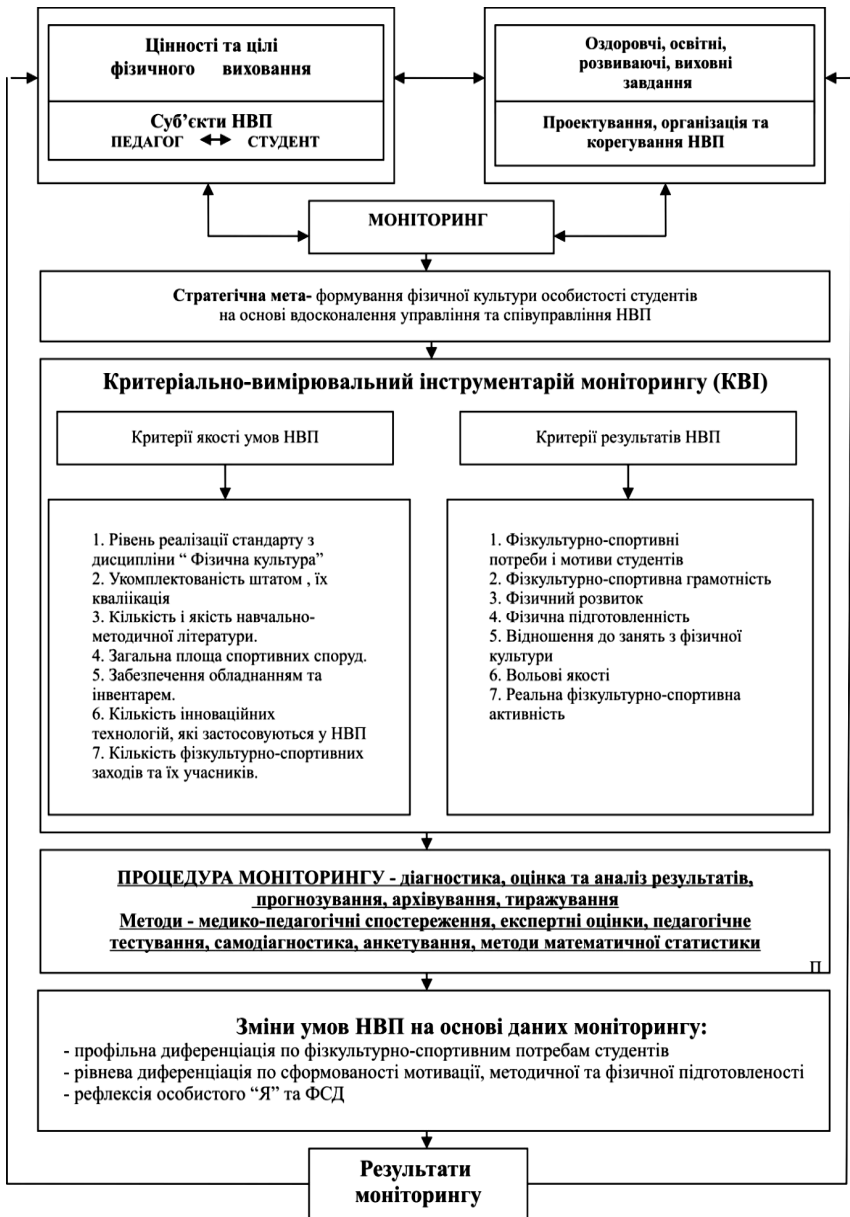 Цінності та цілі
фізичного виховання
Суб’єкти НВП
ПЕДАГОГ СТУДЕНТ
Оздоровчі, освітні,
розвиваючі, виховні
завдання
Проектування, організація та
корегування НВП
МОНІТОРИНГ
Стратегічна мета- формування фізичної культури особистості студентів
на основі вдосконалення управління та співуправління НВП
Критеріально-вимірювальний інструментарій моніторингу (КВІ)
Критерії якості умов НВП
Критерії результатів НВП
1. Рівень реалізації стандарту з
дисципліни “ Фізична культура”
2. Укомплектованість штатом , їх
кваліікація
3. Кількість і якість навчально-
методичної літератури.
4. Загальна площа спортивних споруд.
5. Забезпечення обладнанням та
інвентарем.
6. Кількість інноваційних
технологій, які застосовуються у НВП
7. Кількість фізкультурно-спортивних
заходів та їх учасників.
1. Фізкультурно-спортивні
потреби і мотиви студентів
2. Фізкультурно-спортивна грамотність
3. Фізичний розвиток
4. Фізична підготовленність
5. Відношення до занять з фізичної
культури
6. Вольові якості
7. Реальна фізкультурно-спортивна
активність
ПРОЦЕДУРА МОНІТОРИНГУ - діагностика, оцінка та аналіз результатів,
прогнозування, архівування, тиражування
Методи - медико-педагогічні спостереження, експертні оцінки, педагогічне
тестування, самодіагностика, анкетування, методи математичної статистики
П
Зміни умов НВП на основі даних моніторингу:
- профільна диференціація по фізкультурно-спортивним потребам студентів
- рівнева диференціація по сформованості мотивації, методичної та фізичної підготовленості
- рефлексія особистого “Я” та ФСД
Результати
моніторингу